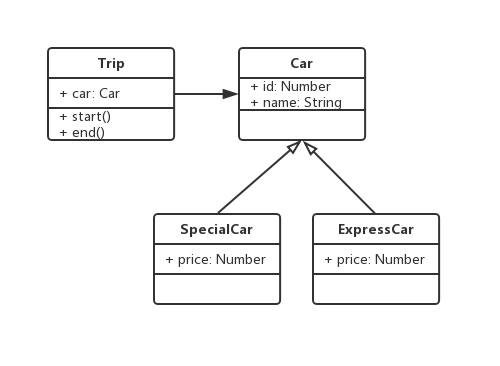 Trip
+ car: Car
+ start()
+ end()
Car
+ id: Number
+ name: String
SpecialCar
+ price: Number
ExpressCar
+ price: Number